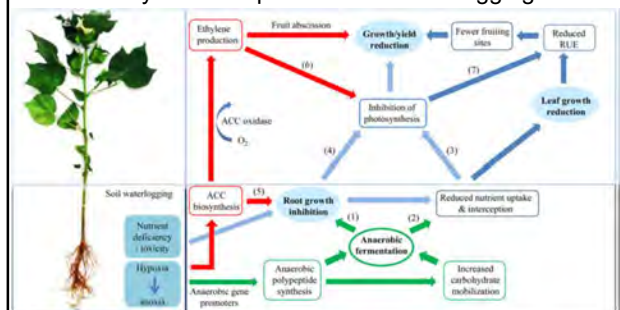 Ethylene
production
Fruit abscission
Growth/yield
reduction
Fewer fruiting
sites
Reduced
RUE
(6)
(7)
ACC oxidase
O₂
Inhibition of
photosynthesis
Leaf growth
reduction
(4)
(3)
Soil waterlogging
ACC
biosynthesis
(5)
Root growth
inhibition
Reduced nutrient uptake
& interception
Nutrient
deficiency
/ toxicity
(1)
(2)
Anaerobic
fermentation
Hypoxia
anoxia
Anaerobic gene
promoters
Anaerobic
polypeptide
synthesis
Increased
carbohydrate
mobilization